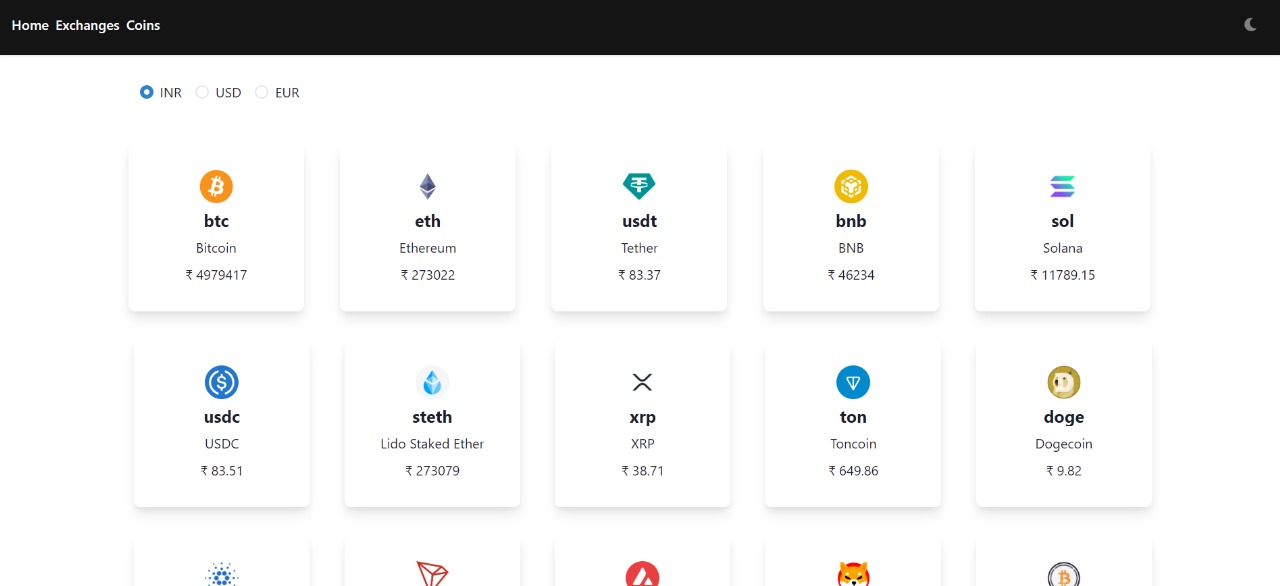 Home Exchanges Coins
INR USD EUR
btc eth usdt bnb sol
Bitcoin Ethereum Tether BNB Solana
₹ 4979417 ₹ 273022 ₹ 83.37 ₹ 46234 ₹ 11789.15
usdc steth xrp ton doge
USDC Lido Staked Ether XRP Toncoin Dogecoin
₹ 83.51 ₹ 273079 ₹ 38.71 ₹ 649.86 ₹ 9.82